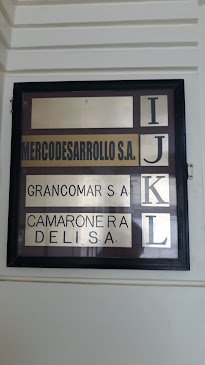 I
MERCODESARROLLO S.A. J
GRANCOMAR S.A K
CAMARONERA
DELI S.A L